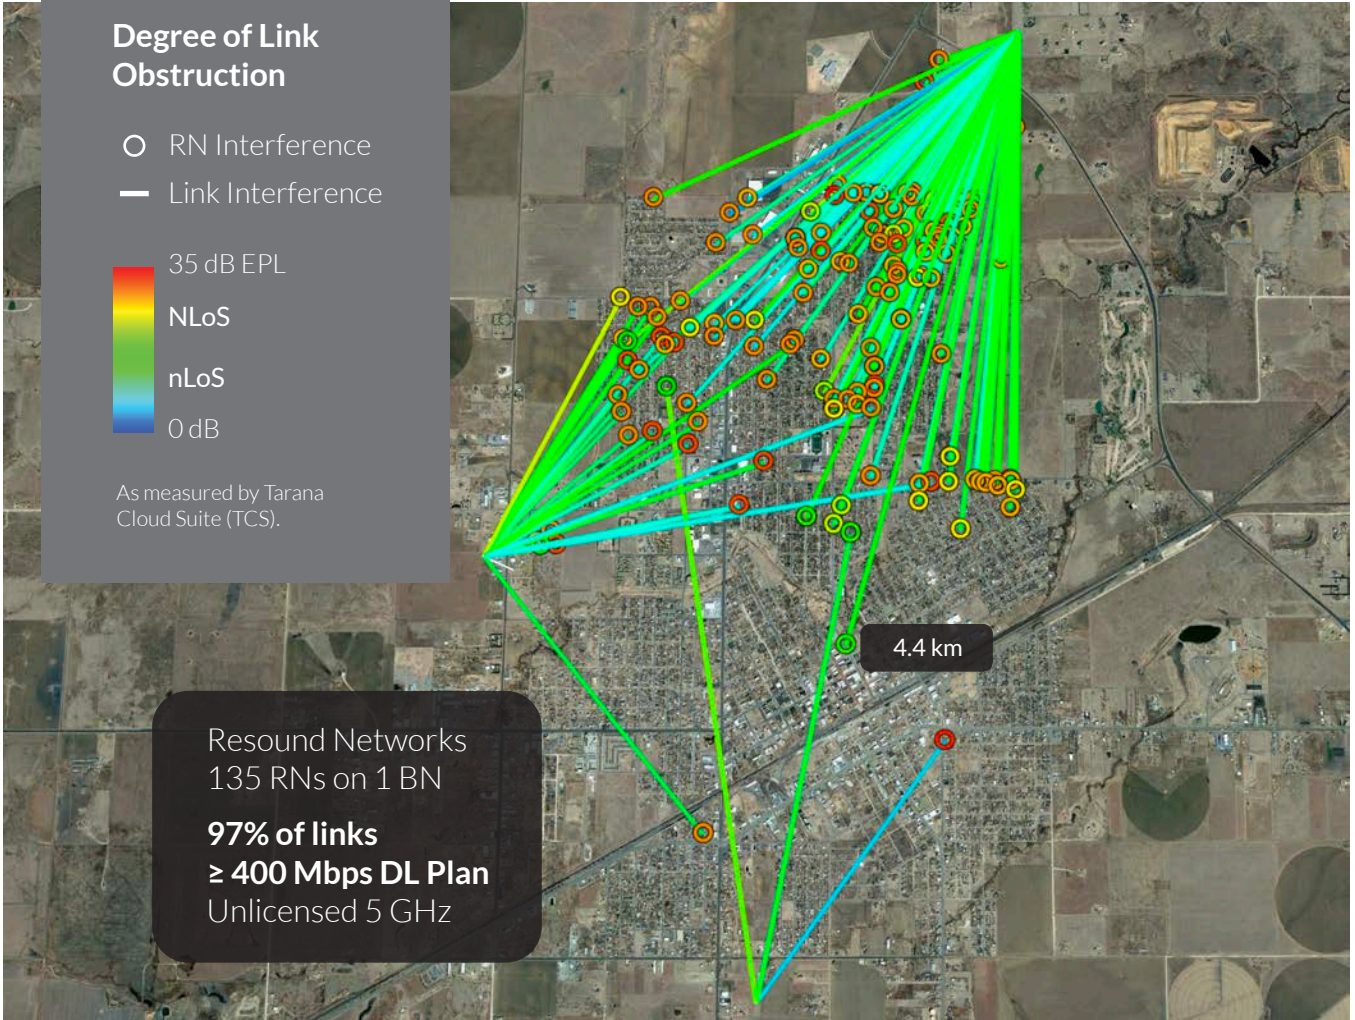 Degree of Link
Obstruction
RN Interference
Link Interference
35 dB EPL
NLoS
nLoS
0 dB
As measured by Tarana
Cloud Suite (TCS).
4.4 km
Resound Networks
135 RNs on 1 BN
97% of links
≥ 400 Mbps DL Plan
Unlicensed 5 GHz